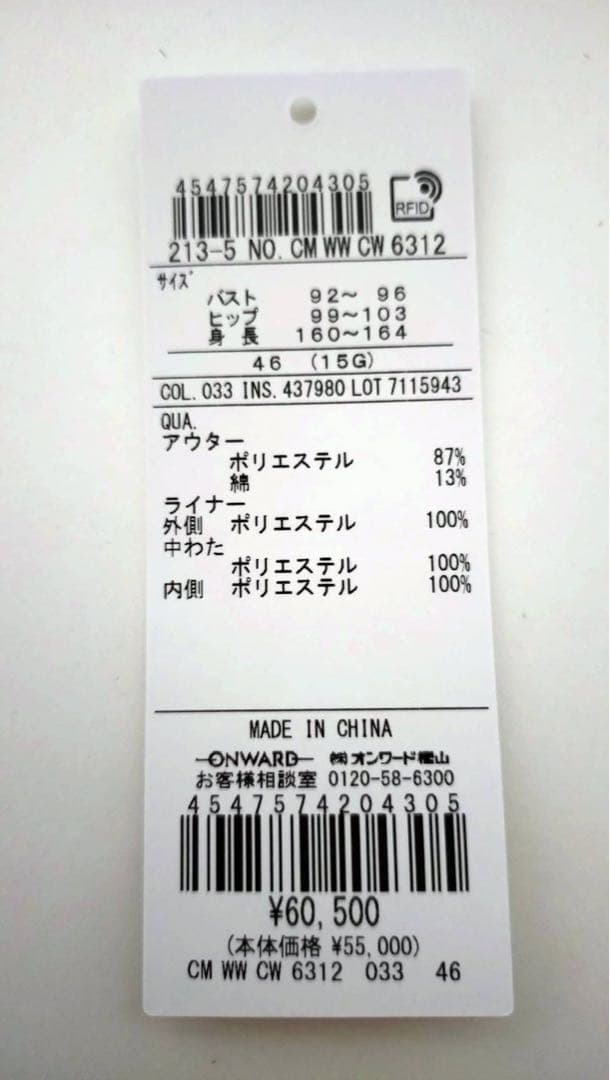 4547574204305
RFID
213-5 NO. CM WW CW 6312
サイズ
バスト 92～ 96
ヒップ 99～103
身 長 160～164
46 (15G)
COL. 033 INS. 437980 LOT 7115943
QUA.
アウター
ポリエステル 87%
綿 13%
ライナー
外側 ポリエステル 100%
中わた
ポリエステル 100%
内側 ポリエステル 100%
MADE IN CHINA
ONWARD ㈱オンワード樫山
お客様相談室 0120-58-6300
4547574204305
¥60,500
(本体価格 ¥55,000)
CM WW CW 6312 033 46